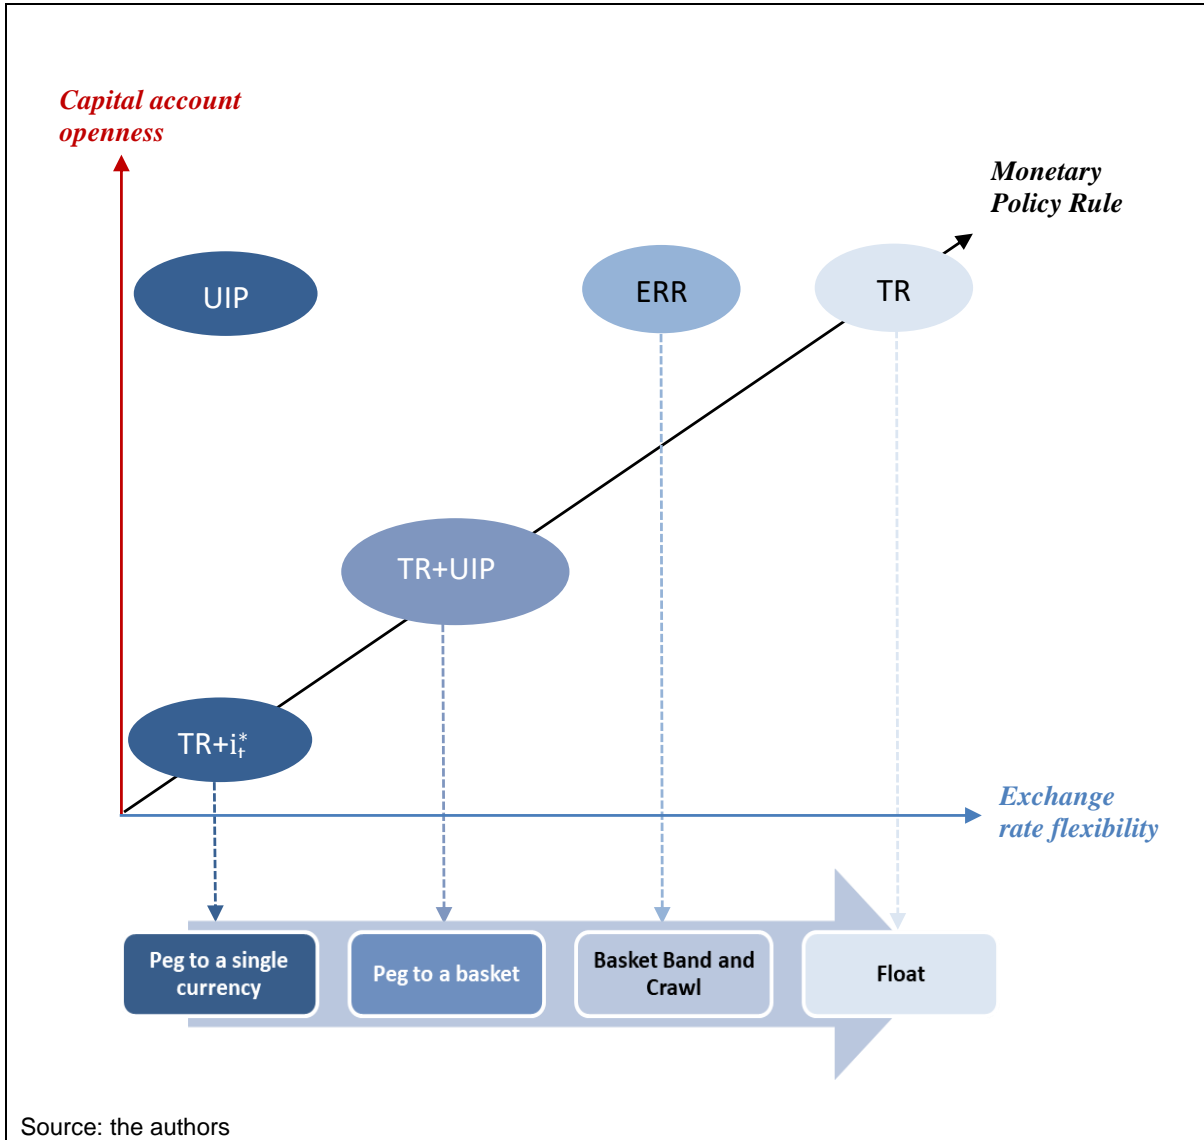 Capital account
openness
Monetary
Policy Rule
UIP
ERR
TR
TR+UIP
TR+i*t
Exchange
rate flexibility
Peg to a single
currency
Peg to a basket
Basket Band and
Crawl
Float
Source: the authors